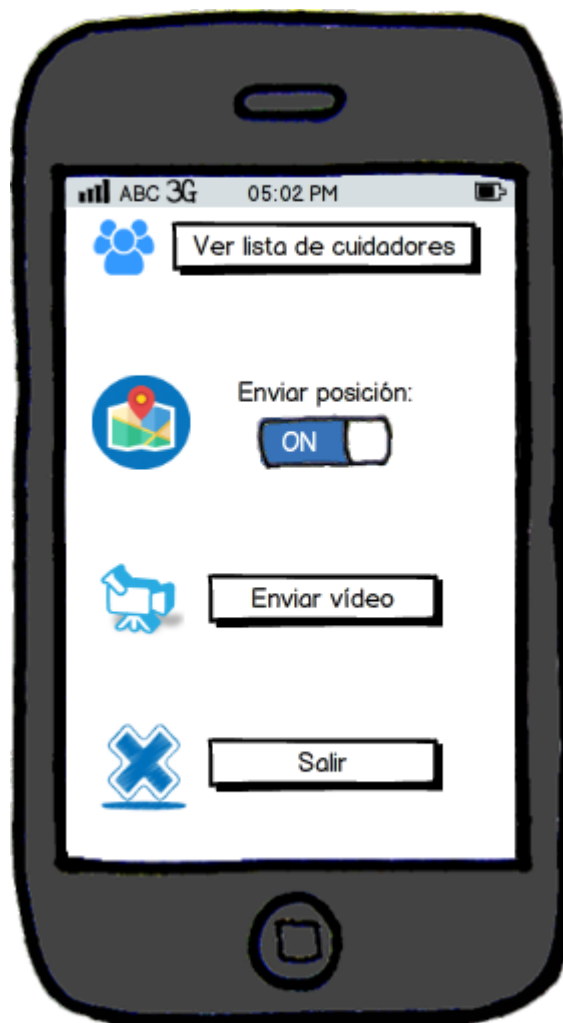 ABC 3G 05:02 PM
Ver lista de cuidadores
Enviar posición:
ON
Enviar vídeo
Salir